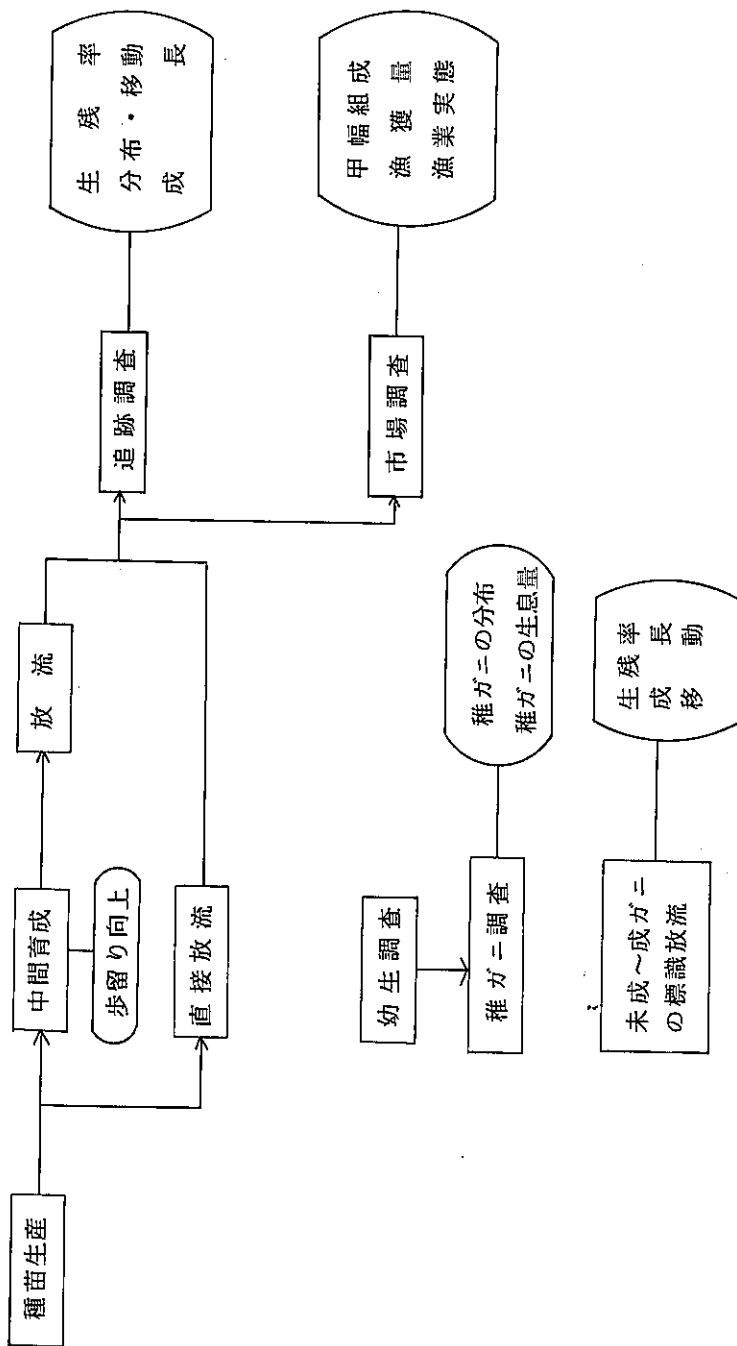 種苗生産
中間育成
歩留り向上
直接放流
放流
追跡調査
生残率
分布・移動
成長
市場調査
甲幅組成
漁獲量
漁業実態
幼生調査
稚ガニ調査
稚ガニの分布
稚ガニの生息量
未成～成ガニ
の標識放流
生残率
成長
移動